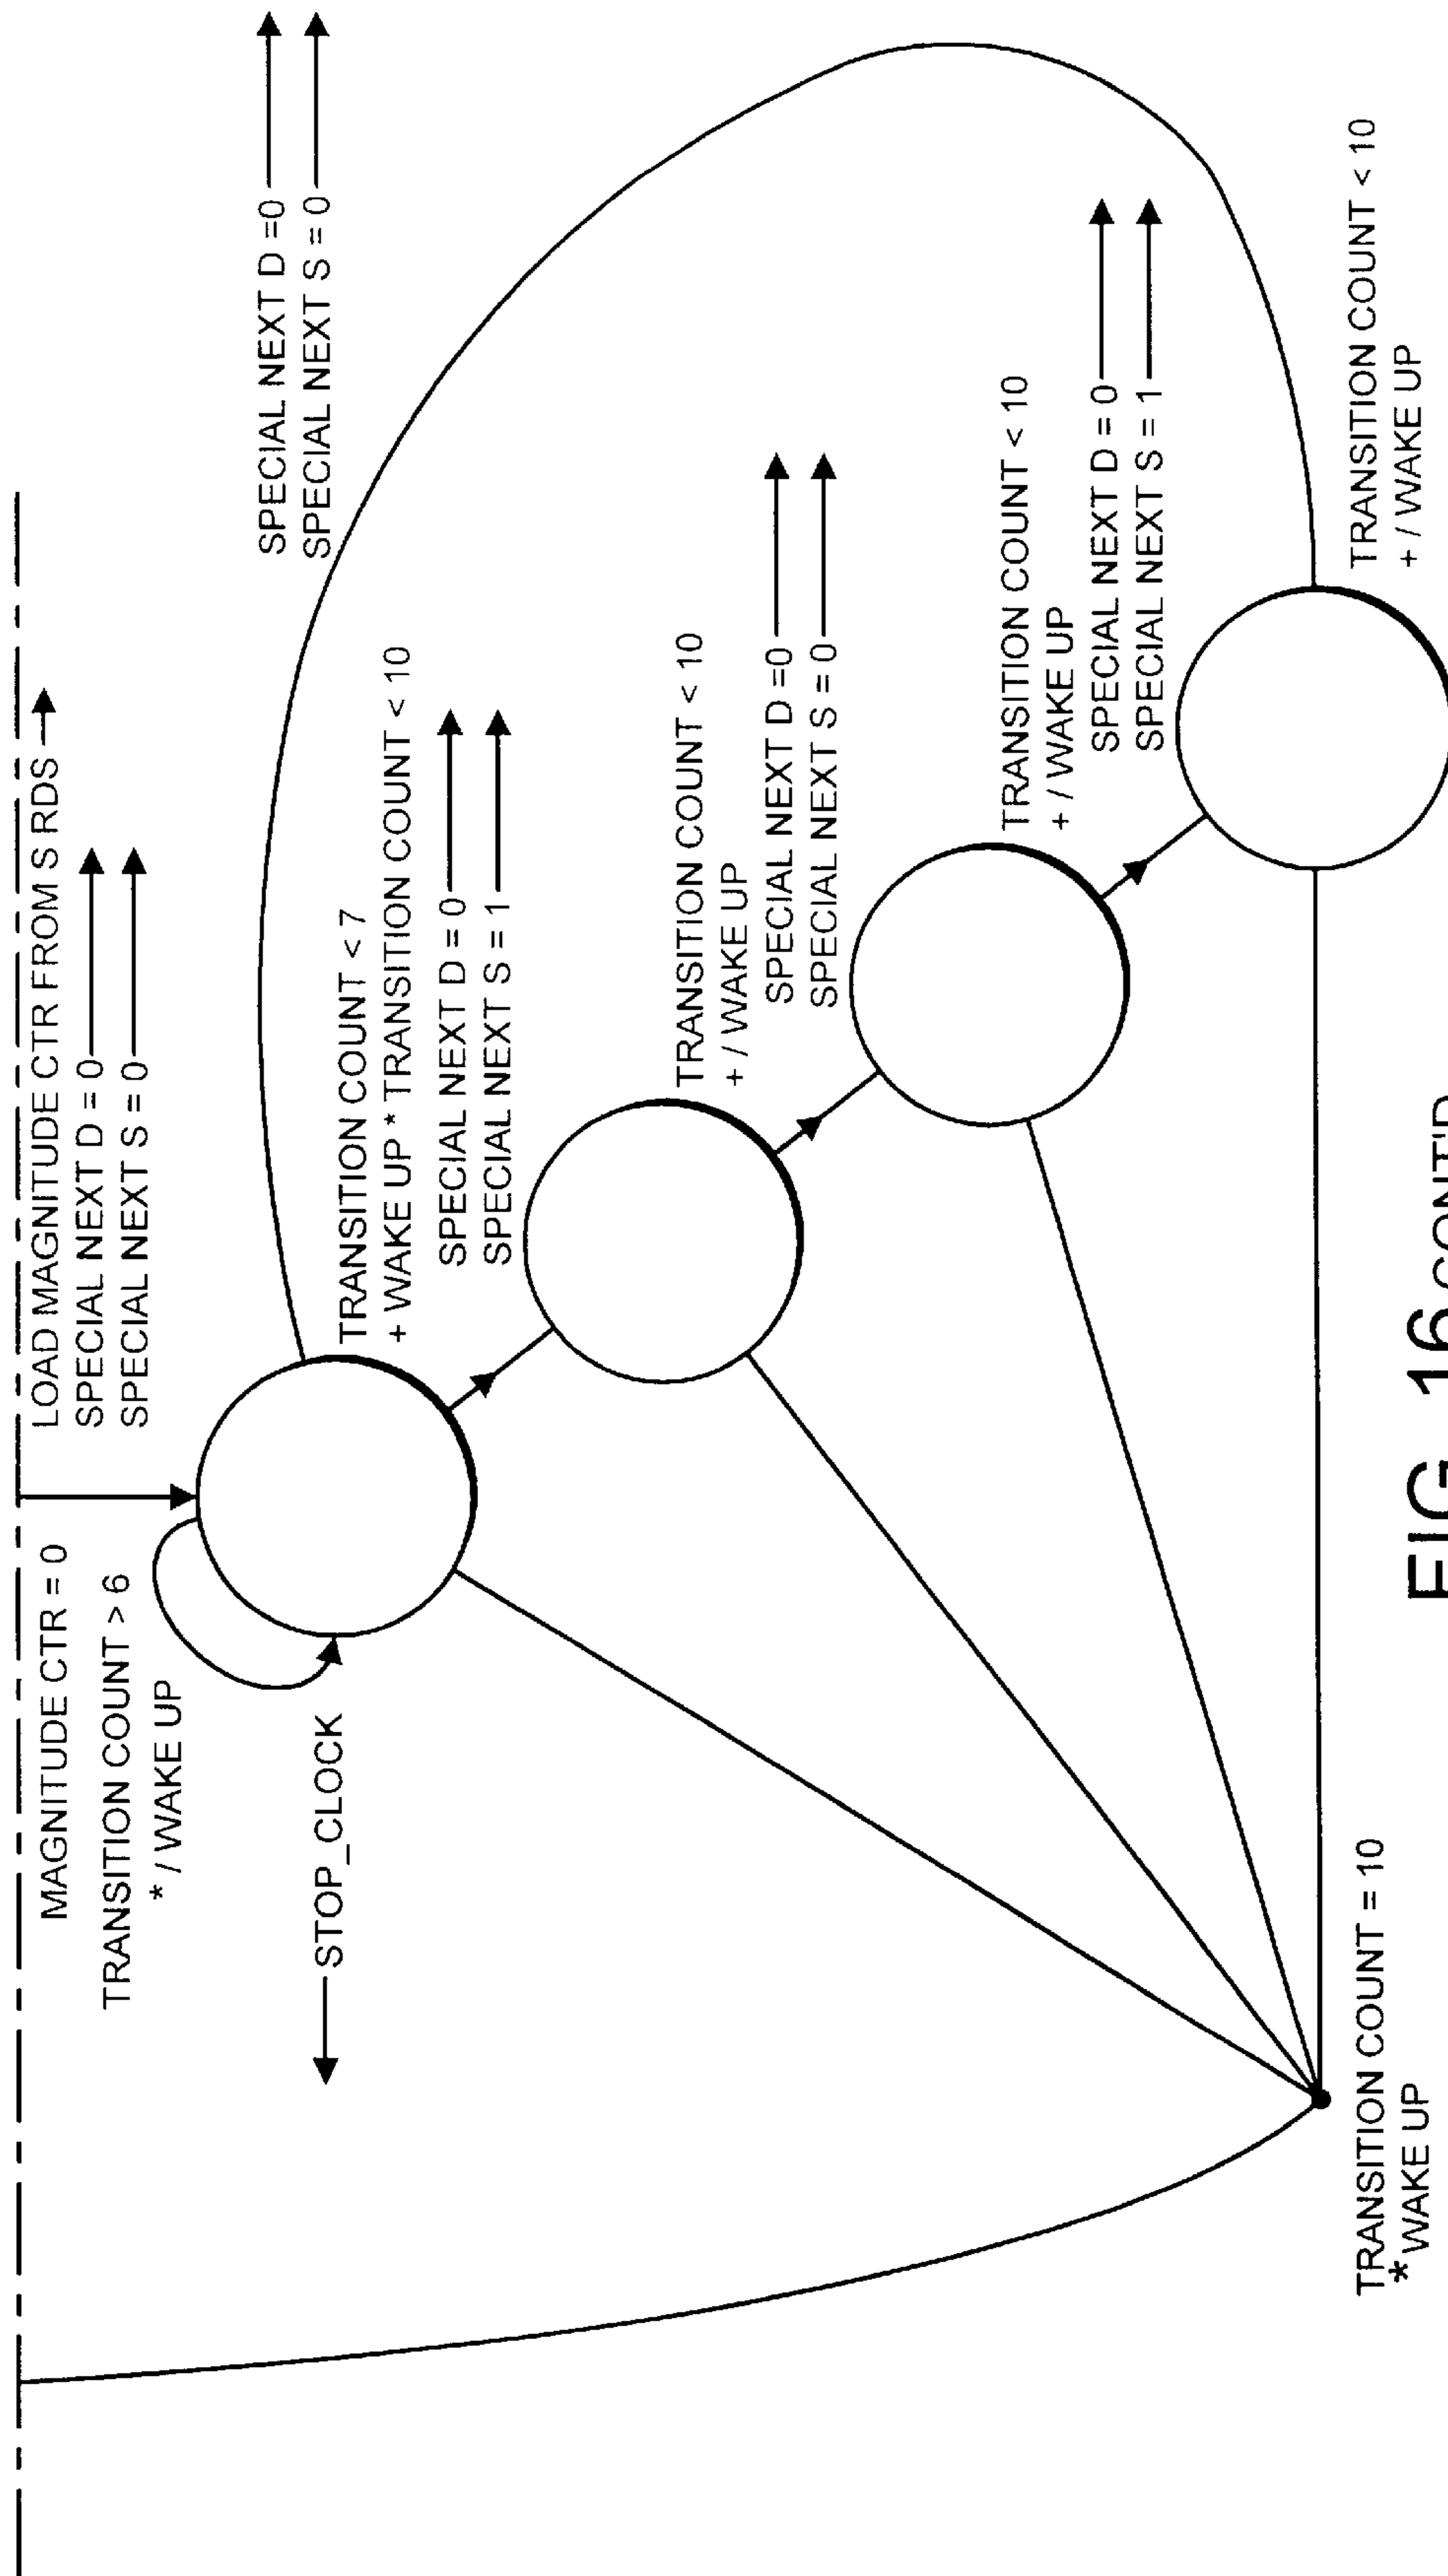 MAGNITUDE CTR = 0
LOAD MAGNITUDE CTR FROM S RDS
SPECIAL NEXT D = 0
SPECIAL NEXT S = 0
TRANSITION COUNT > 6
* / WAKE UP
STOP_CLOCK
SPECIAL NEXT D =0
SPECIAL NEXT S = 0
TRANSITION COUNT < 7
+ WAKE UP * TRANSITION COUNT < 10
SPECIAL NEXT D = 0
SPECIAL NEXT S = 1
TRANSITION COUNT < 10
+ / WAKE UP
SPECIAL NEXT D =0
SPECIAL NEXT S = 0
TRANSITION COUNT < 10
+ / WAKE UP
SPECIAL NEXT D = 0
SPECIAL NEXT S = 1
TRANSITION COUNT < 10
+ / WAKE UP
TRANSITION COUNT = 10
* WAKE UP
FIG. 16 CONT'D